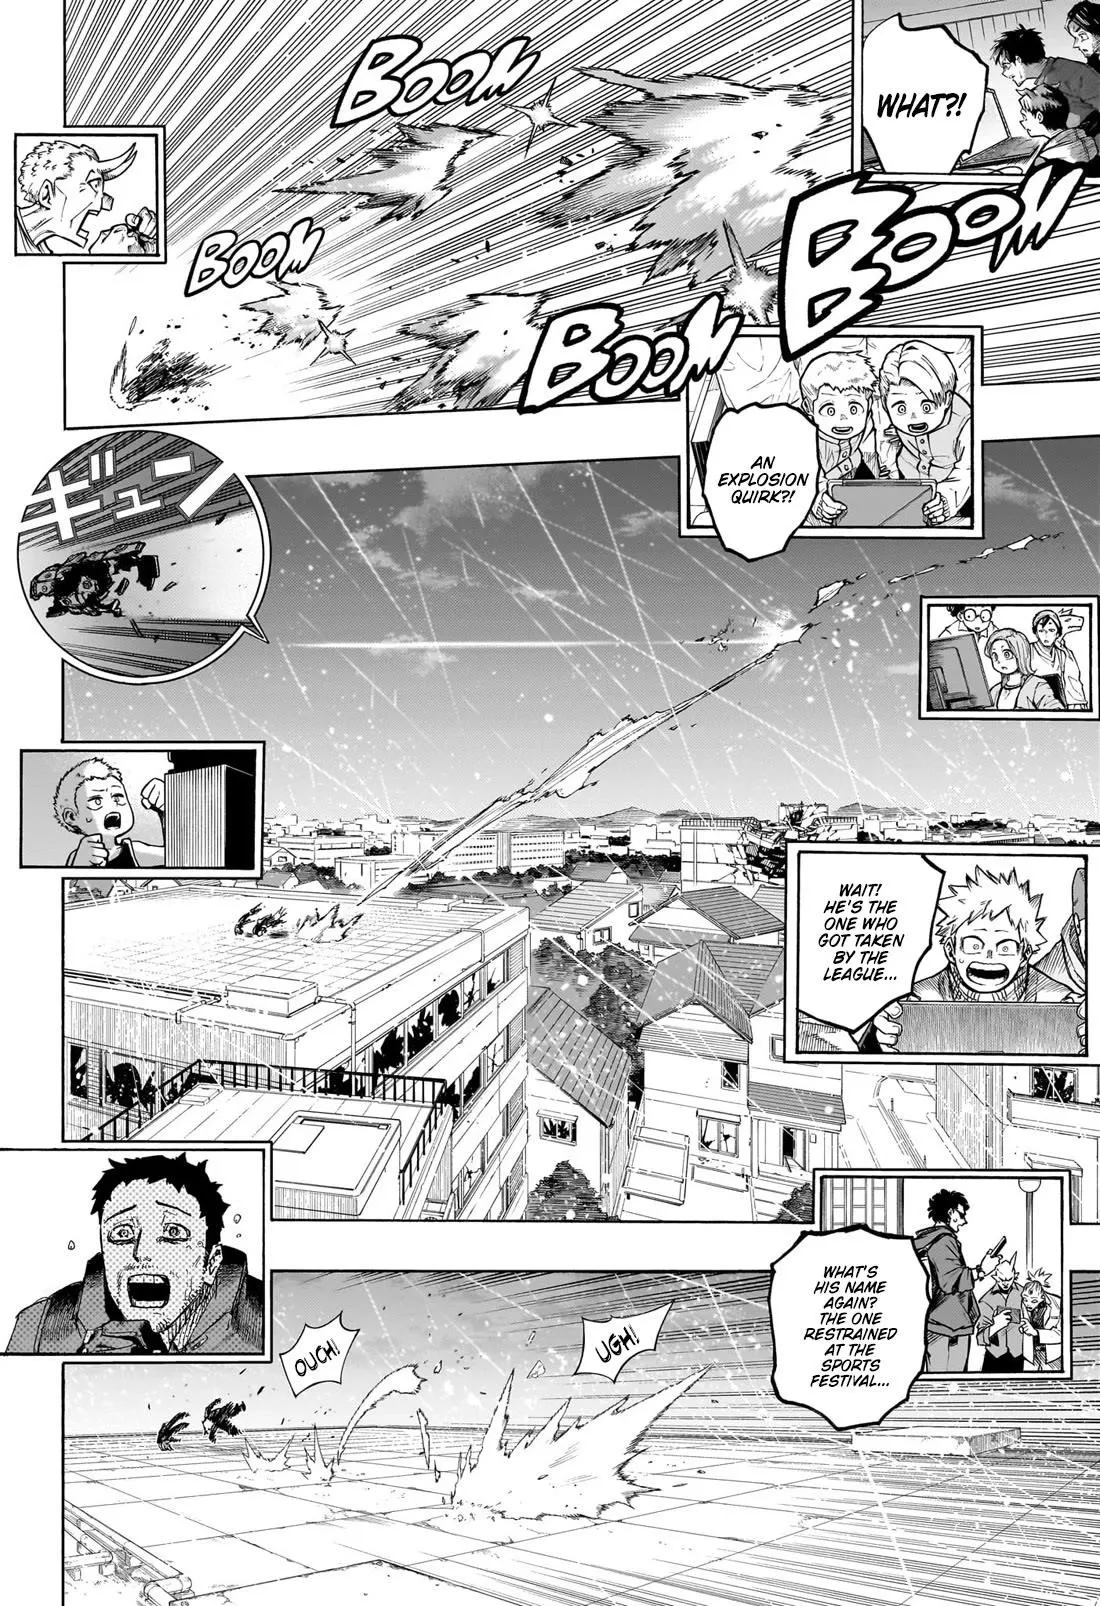 WHAT?!
BOOM
BOOM
BOOM
BOOM
BOOM
AN
EXPLOSION
QUIRK?!
ギュン
WAIT!
HE'S THE
ONE WHO
GOT TAKEN
BY THE
LEAGUE...
WHAT'S
HIS NAME
AGAIN?
THE ONE
RESTRAINED
AT THE
SPORTS
FESTIVAL...
UGH!
OUCH!